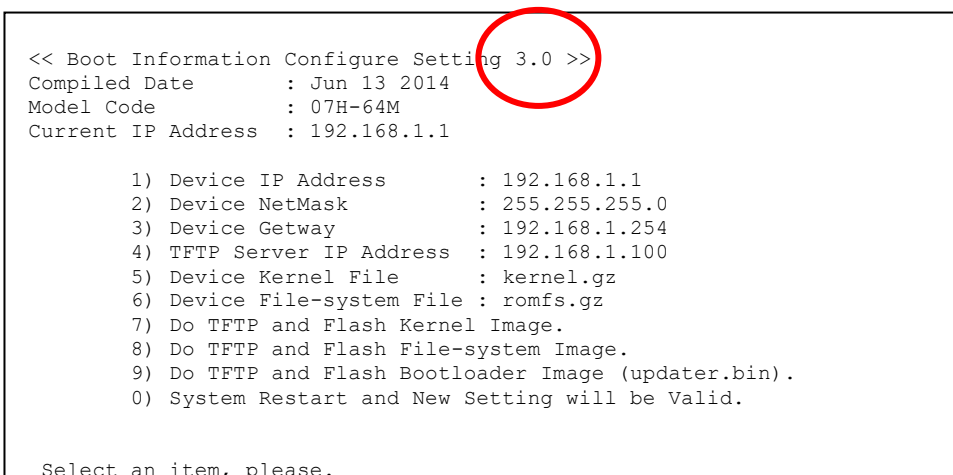 << Boot Information Configure Setting 3.0 >>
Compiled Date : Jun 13 2014
Model Code : 07H-64M
Current IP Address : 192.168.1.1
1) Device IP Address : 192.168.1.1
2) Device NetMask : 255.255.255.0
3) Device Getway : 192.168.1.254
4) TFTP Server IP Address : 192.168.1.100
5) Device Kernel File : kernel.gz
6) Device File-system File : romfs.gz
7) Do TFTP and Flash Kernel Image.
8) Do TFTP and Flash File-system Image.
9) Do TFTP and Flash Bootloader Image (updater.bin).
0) System Restart and New Setting will be Valid.
Select an item, please.